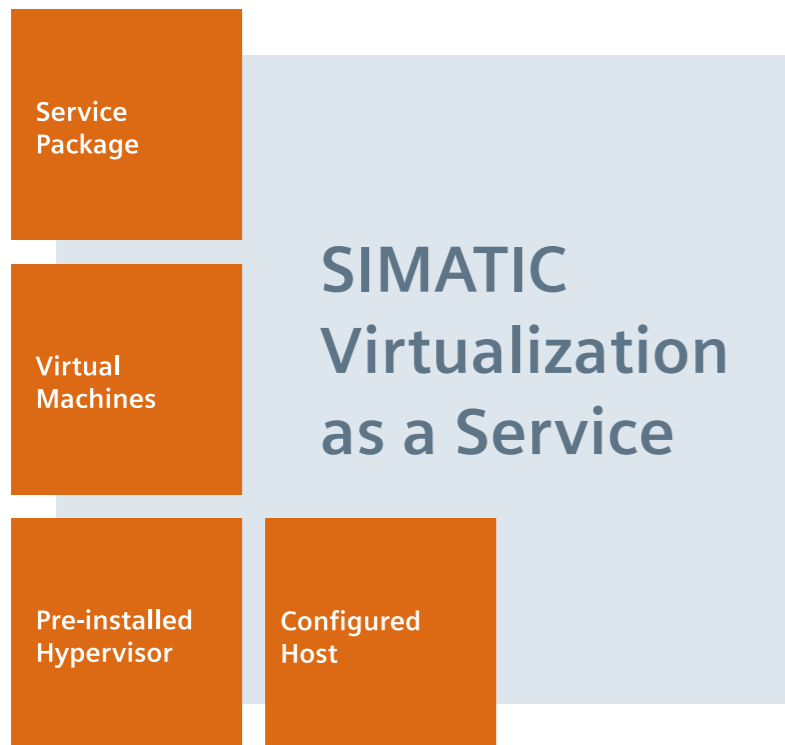 Service
Package
SIMATIC
Virtualization
as a Service
Virtual
Machines
Pre-installed
Hypervisor
Configured
Host